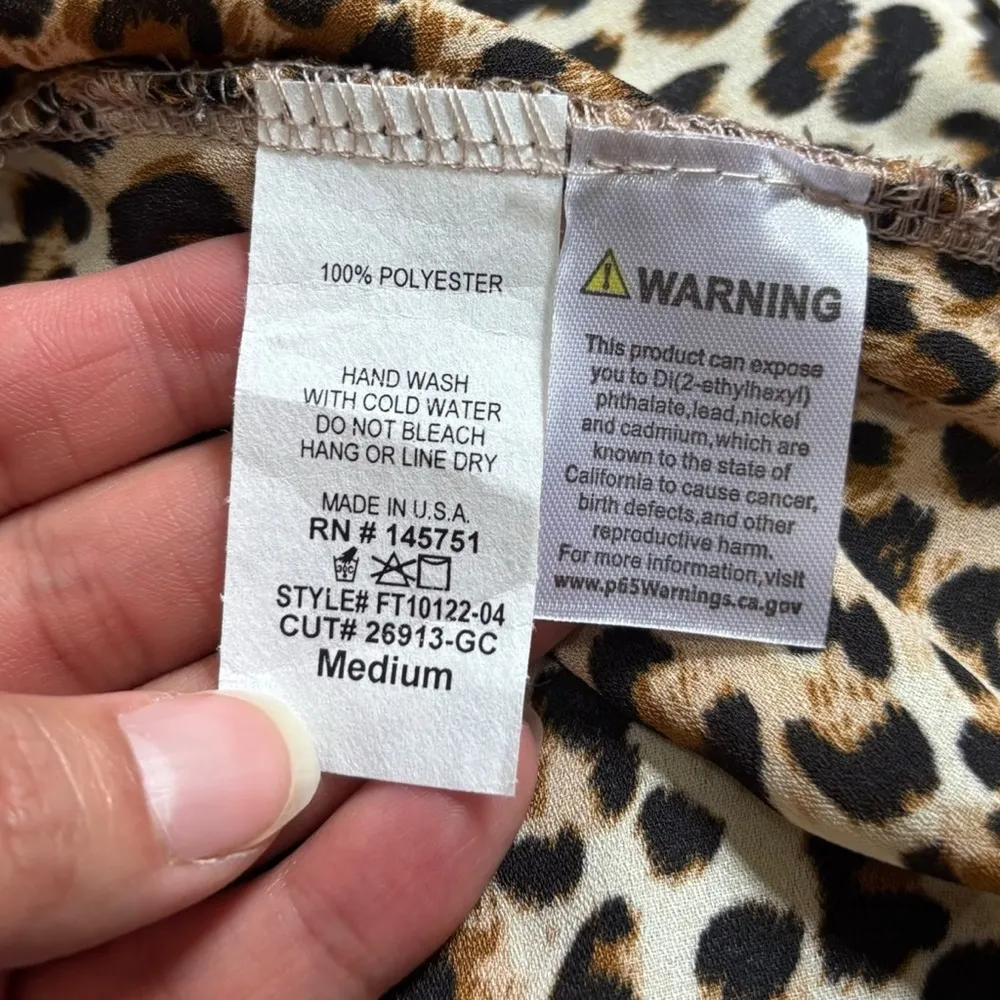 100% POLYESTER
HAND WASH
WITH COLD WATER
DO NOT BLEACH
HANG OR LINE DRY
MADE IN U.S.A.
RN # 145751
STYLE# FT10122-04
CUT# 26913-GC
Medium
WARNING
This product can expose
you to Di(2-ethylhexyl)
phthalate,lead,nickel
and cadmium,which are
known to the state of
California to cause cancer,
birth defects,and other
reproductive harm.
For more information,visit
www.p65Warnings.ca.gov